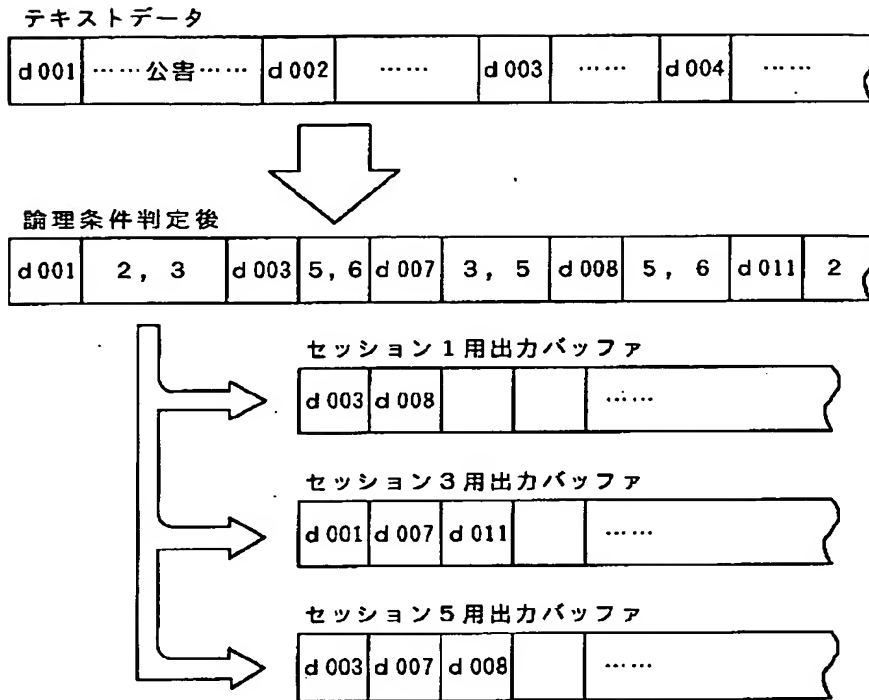 テキストデータ
d001 ……公害…… d002 …… d003 …… d004 ……
論理条件判定後
d001 2,3 d003 5,6 d007 3,5 d008 5,6 d011 2
セッション1用出力バッファ
d003 d008 ……
セッション3用出力バッファ
d001 d007 d011 ……
セッション5用出力バッファ
d003 d007 d008 ……